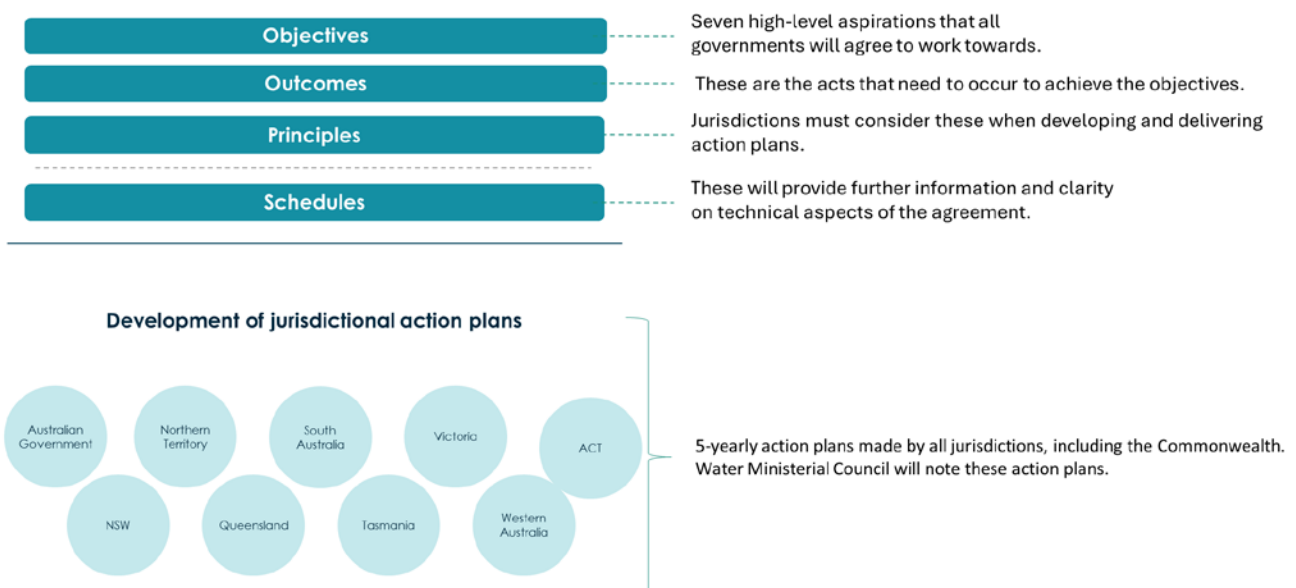 Objectives
Seven high-level aspirations that all
governments will agree to work towards.
Outcomes
These are the acts that need to occur to achieve the objectives.
Principles
Jurisdictions must consider these when developing and delivering
action plans.
Schedules
These will provide further information and clarity
on technical aspects of the agreement.
Development of jurisdictional action plans
Australian
Government
Northern
Territory
South
Australia
Victoria
ACT
NSW
Queensland
Tasmania
Western
Australia
5-yearly action plans made by all jurisdictions, including the Commonwealth.
Water Ministerial Council will note these action plans.